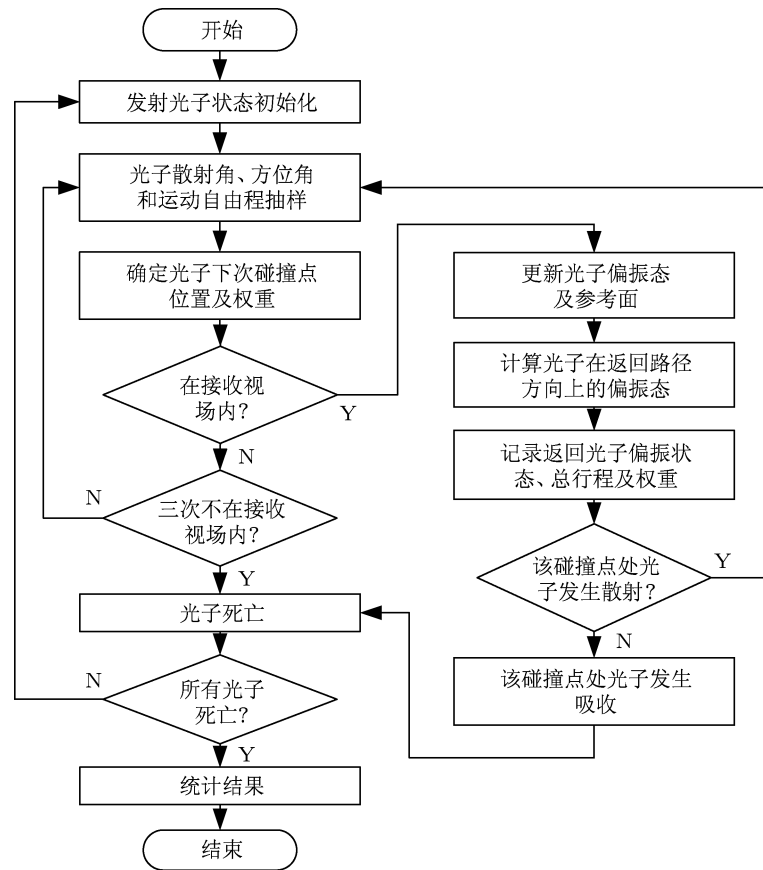 开始
发射光子状态初始化
光子散射角、方位角
和运动自由程抽样
确定光子下次碰撞点
位置及权重
在接收视
场内?
Y
N
三次不在接收
视场内?
N
Y
光子死亡
所有光子
死亡?
N
Y
统计结果
结束
更新光子偏振态
及参考面
计算光子在返回路径
方向上的偏振态
记录返回光子偏振状
态、总行程及权重
该碰撞点处光
子发生散射?
Y
N
该碰撞点处光子发生
吸收